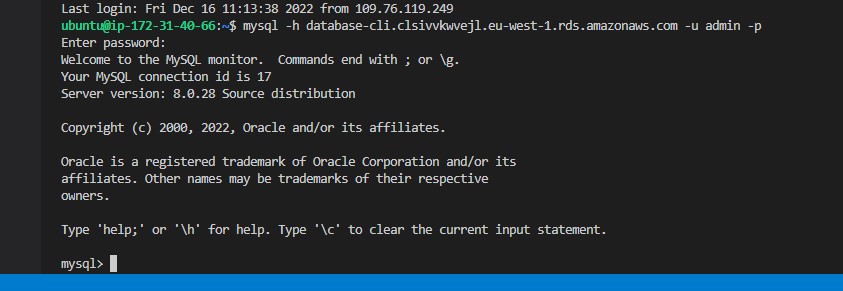 Last login: Fri Dec 16 11:13:38 2022 from 109.76.119.249
ubuntu@ip-172-31-40-66:~$ mysql -h database-cli.clsivvkwvejl.eu-west-1.rds.amazonaws.com -u admin -p
Enter password:
Welcome to the MySQL monitor.  Commands end with ; or \g.
Your MySQL connection id is 17
Server version: 8.0.28 Source distribution
Copyright (c) 2000, 2022, Oracle and/or its affiliates.
Oracle is a registered trademark of Oracle Corporation and/or its
affiliates. Other names may be trademarks of their respective
owners.
Type 'help;' or '\h' for help. Type '\c' to clear the current input statement.
mysql>